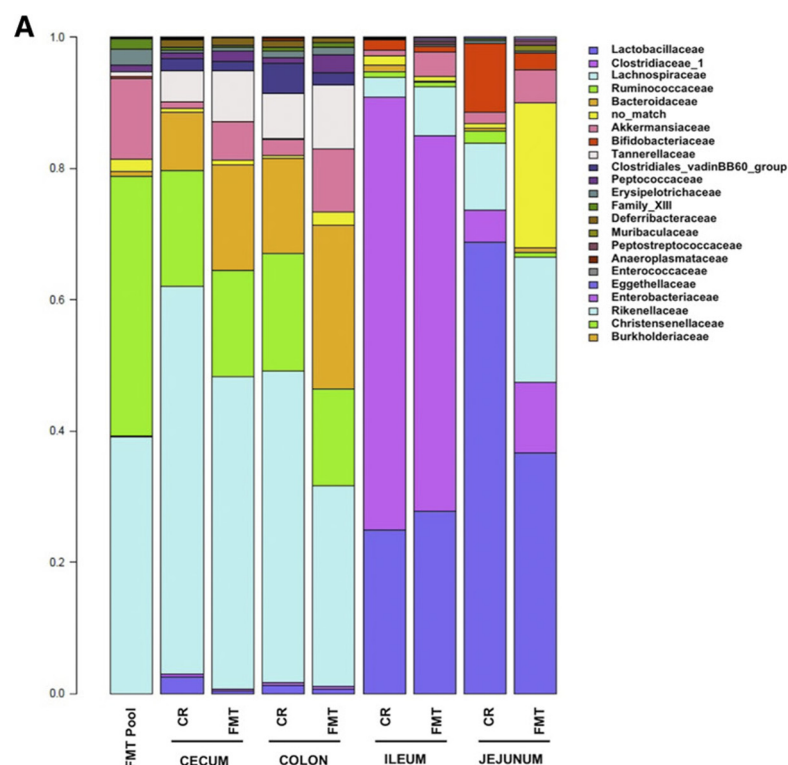 A
1.0
0.8
0.6
0.4
0.2
0.0
Lactobacillaceae
Clostridiaceae_1
Lachnospiraceae
Ruminococcaceae
Bacteroidaceae
no_match
Akkermansiaceae
Bifidobacteriaceae
Tannerellaceae
Clostridiales_vadinBB60_group
Peptococcaceae
Erysipelotrichaceae
Family_XIII
Deferribacteraceae
Muribaculaceae
Peptostreptococcaceae
Anaeroplasmataceae
Enterococcaceae
Eggethellaceae
Enterobacteriaceae
Rikenellaceae
Christensenellaceae
Burkholderiaceae
FMT Pool
CR
FMT
CR
FMT
CR
FMT
CR
FMT
CECUM
COLON
ILEUM
JEJUNUM